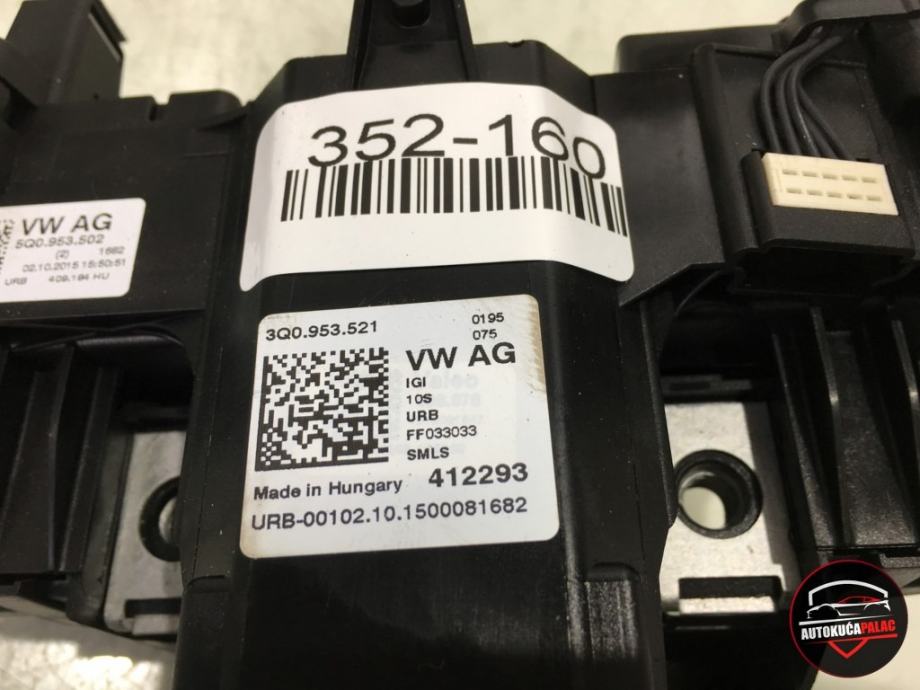 352-160
VW AG
5Q0.953.502
(2) 1682
02.10.2015 15:50:51
URB 409.194 HU
3Q0.953.521
0195
075
VW AG
IGI
10S
URB
FF033033
SMLS
Made in Hungary 412293
URB-00102.10.1500081682
AUTOKUĆAPALAC